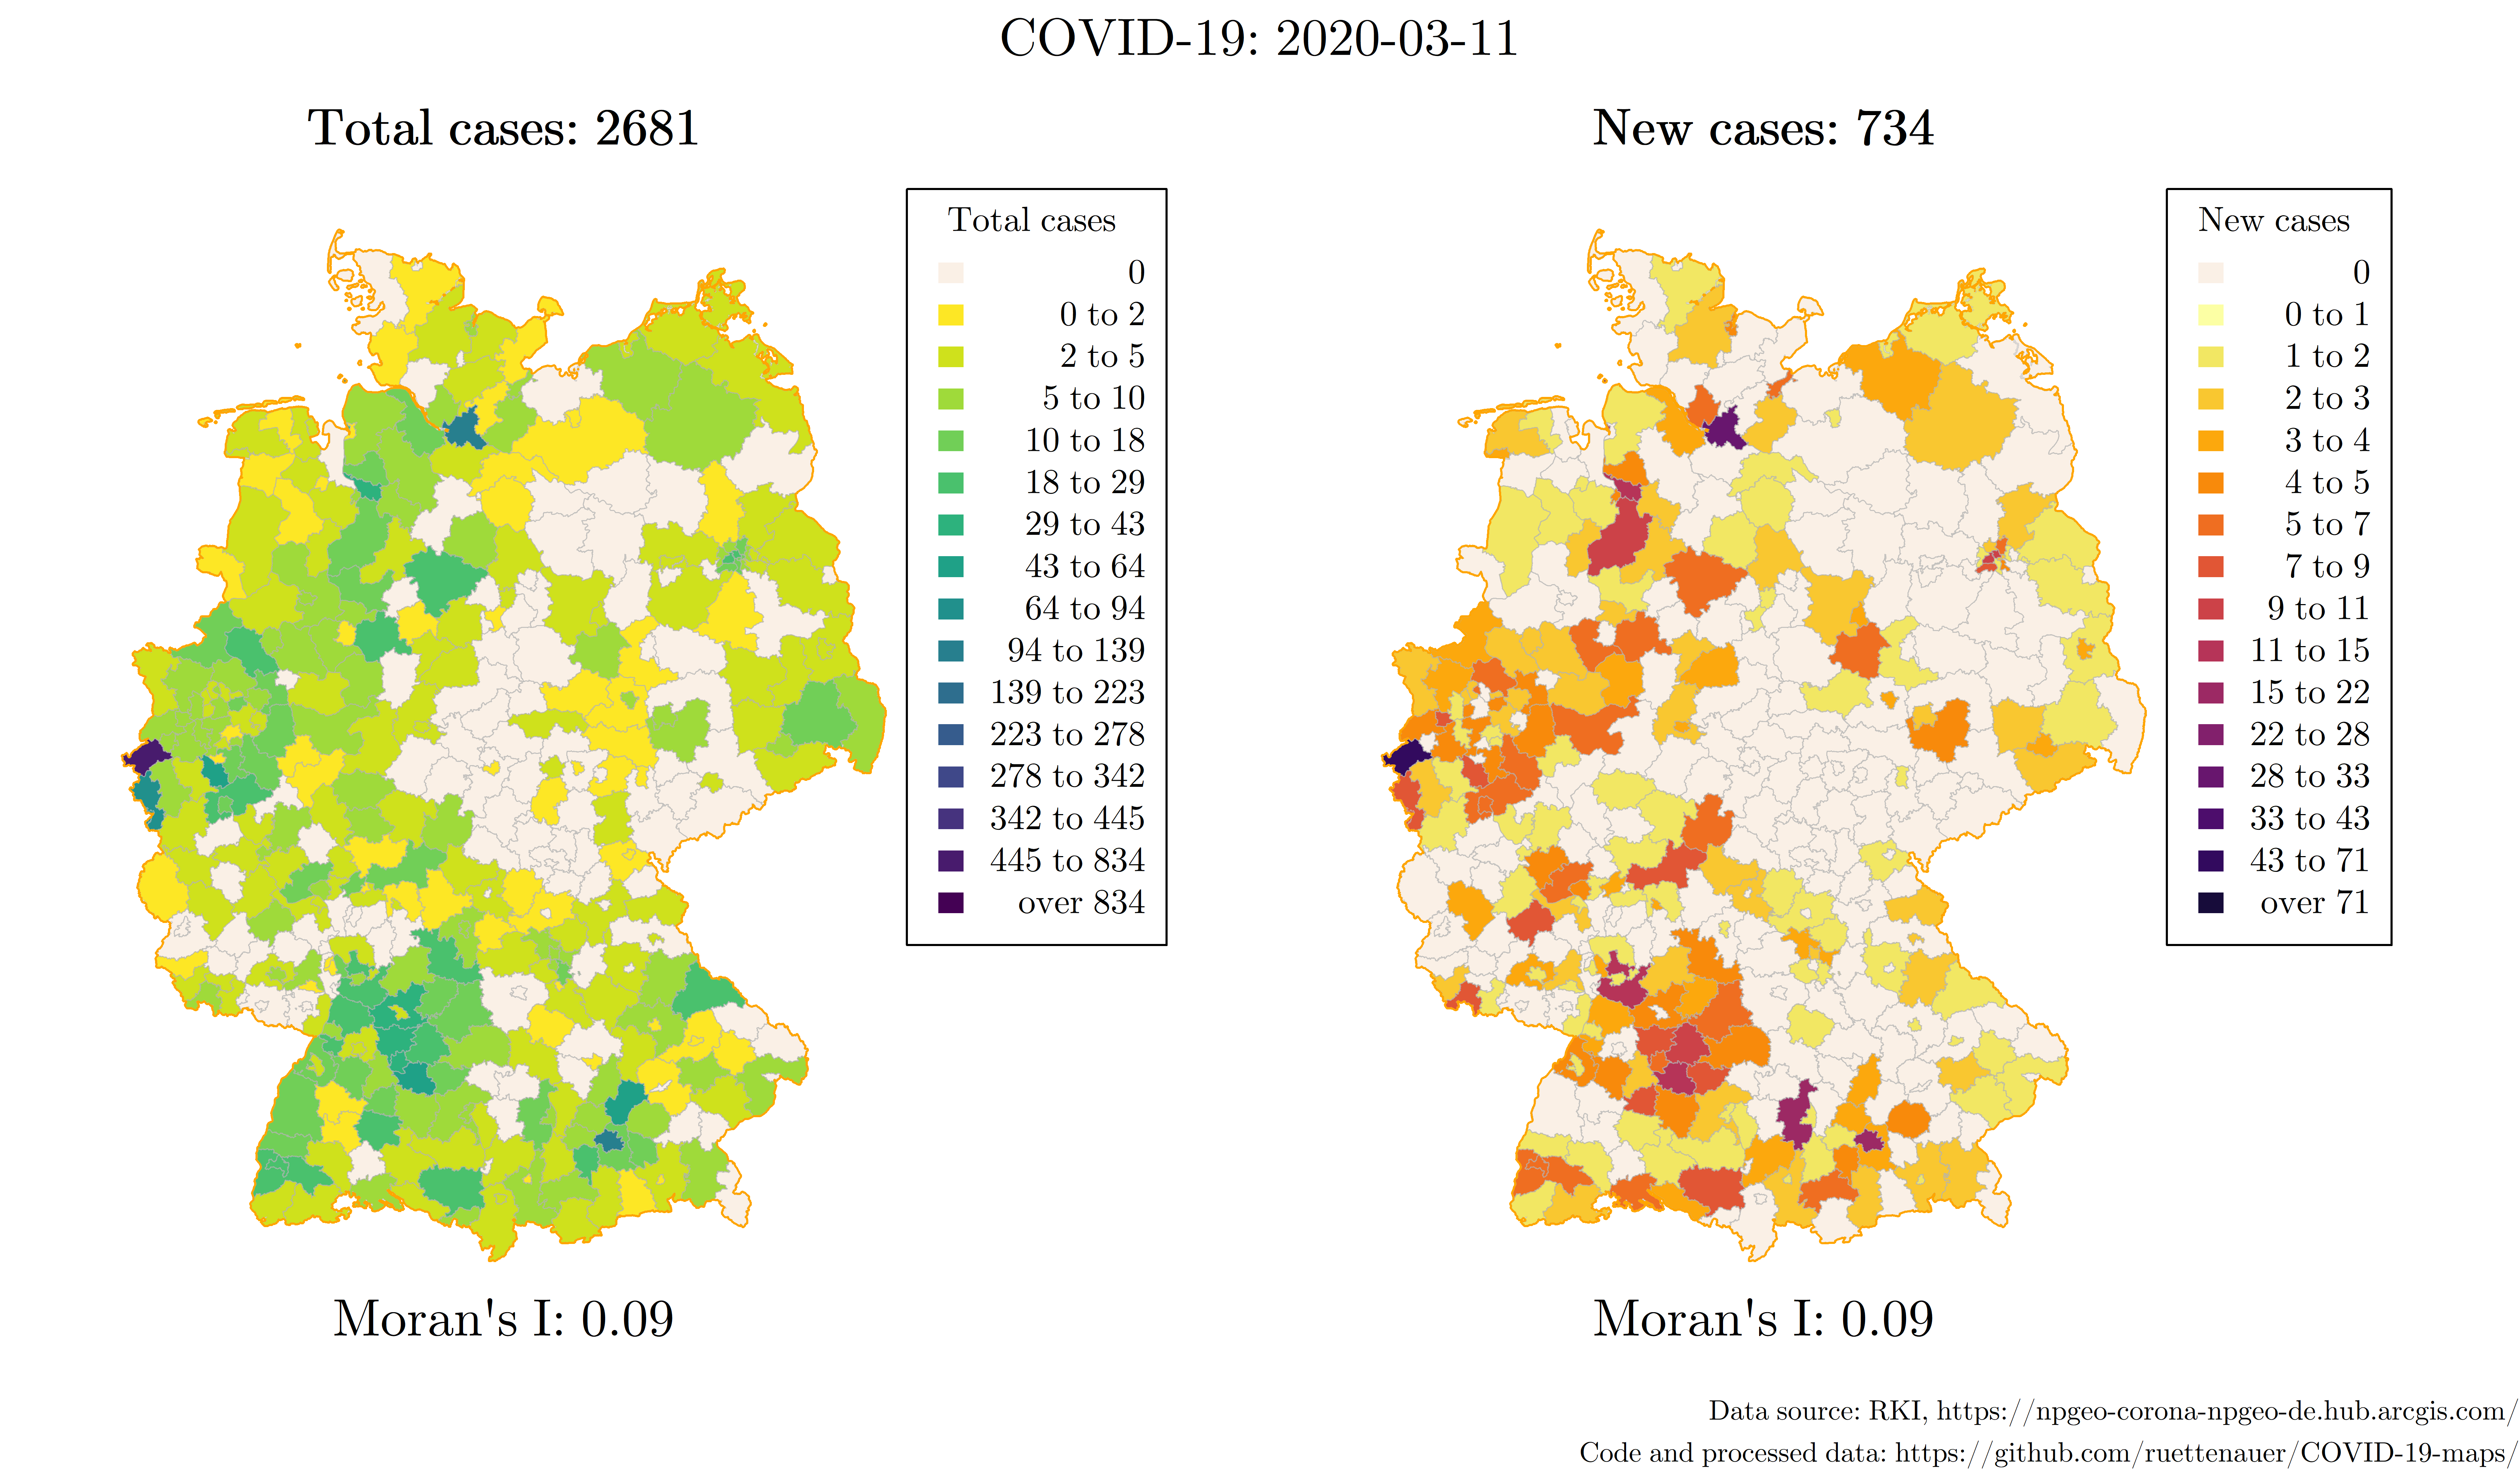 COVID-19: 2020-03-11
Total cases: 2681
Total cases
0
0 to 2
2 to 5
5 to 10
10 to 18
18 to 29
29 to 43
43 to 64
64 to 94
94 to 139
139 to 223
223 to 278
278 to 342
342 to 445
445 to 834
over 834
Moran's I: 0.09
New cases: 734
New cases
0
0 to 1
1 to 2
2 to 3
3 to 4
4 to 5
5 to 7
7 to 9
9 to 11
11 to 15
15 to 22
22 to 28
28 to 33
33 to 43
43 to 71
over 71
Moran's I: 0.09
Data source: RKI, https://npgeo-corona-npgeo-de.hub.arcgis.com/
Code and processed data: https://github.com/ruettenauer/COVID-19-maps/